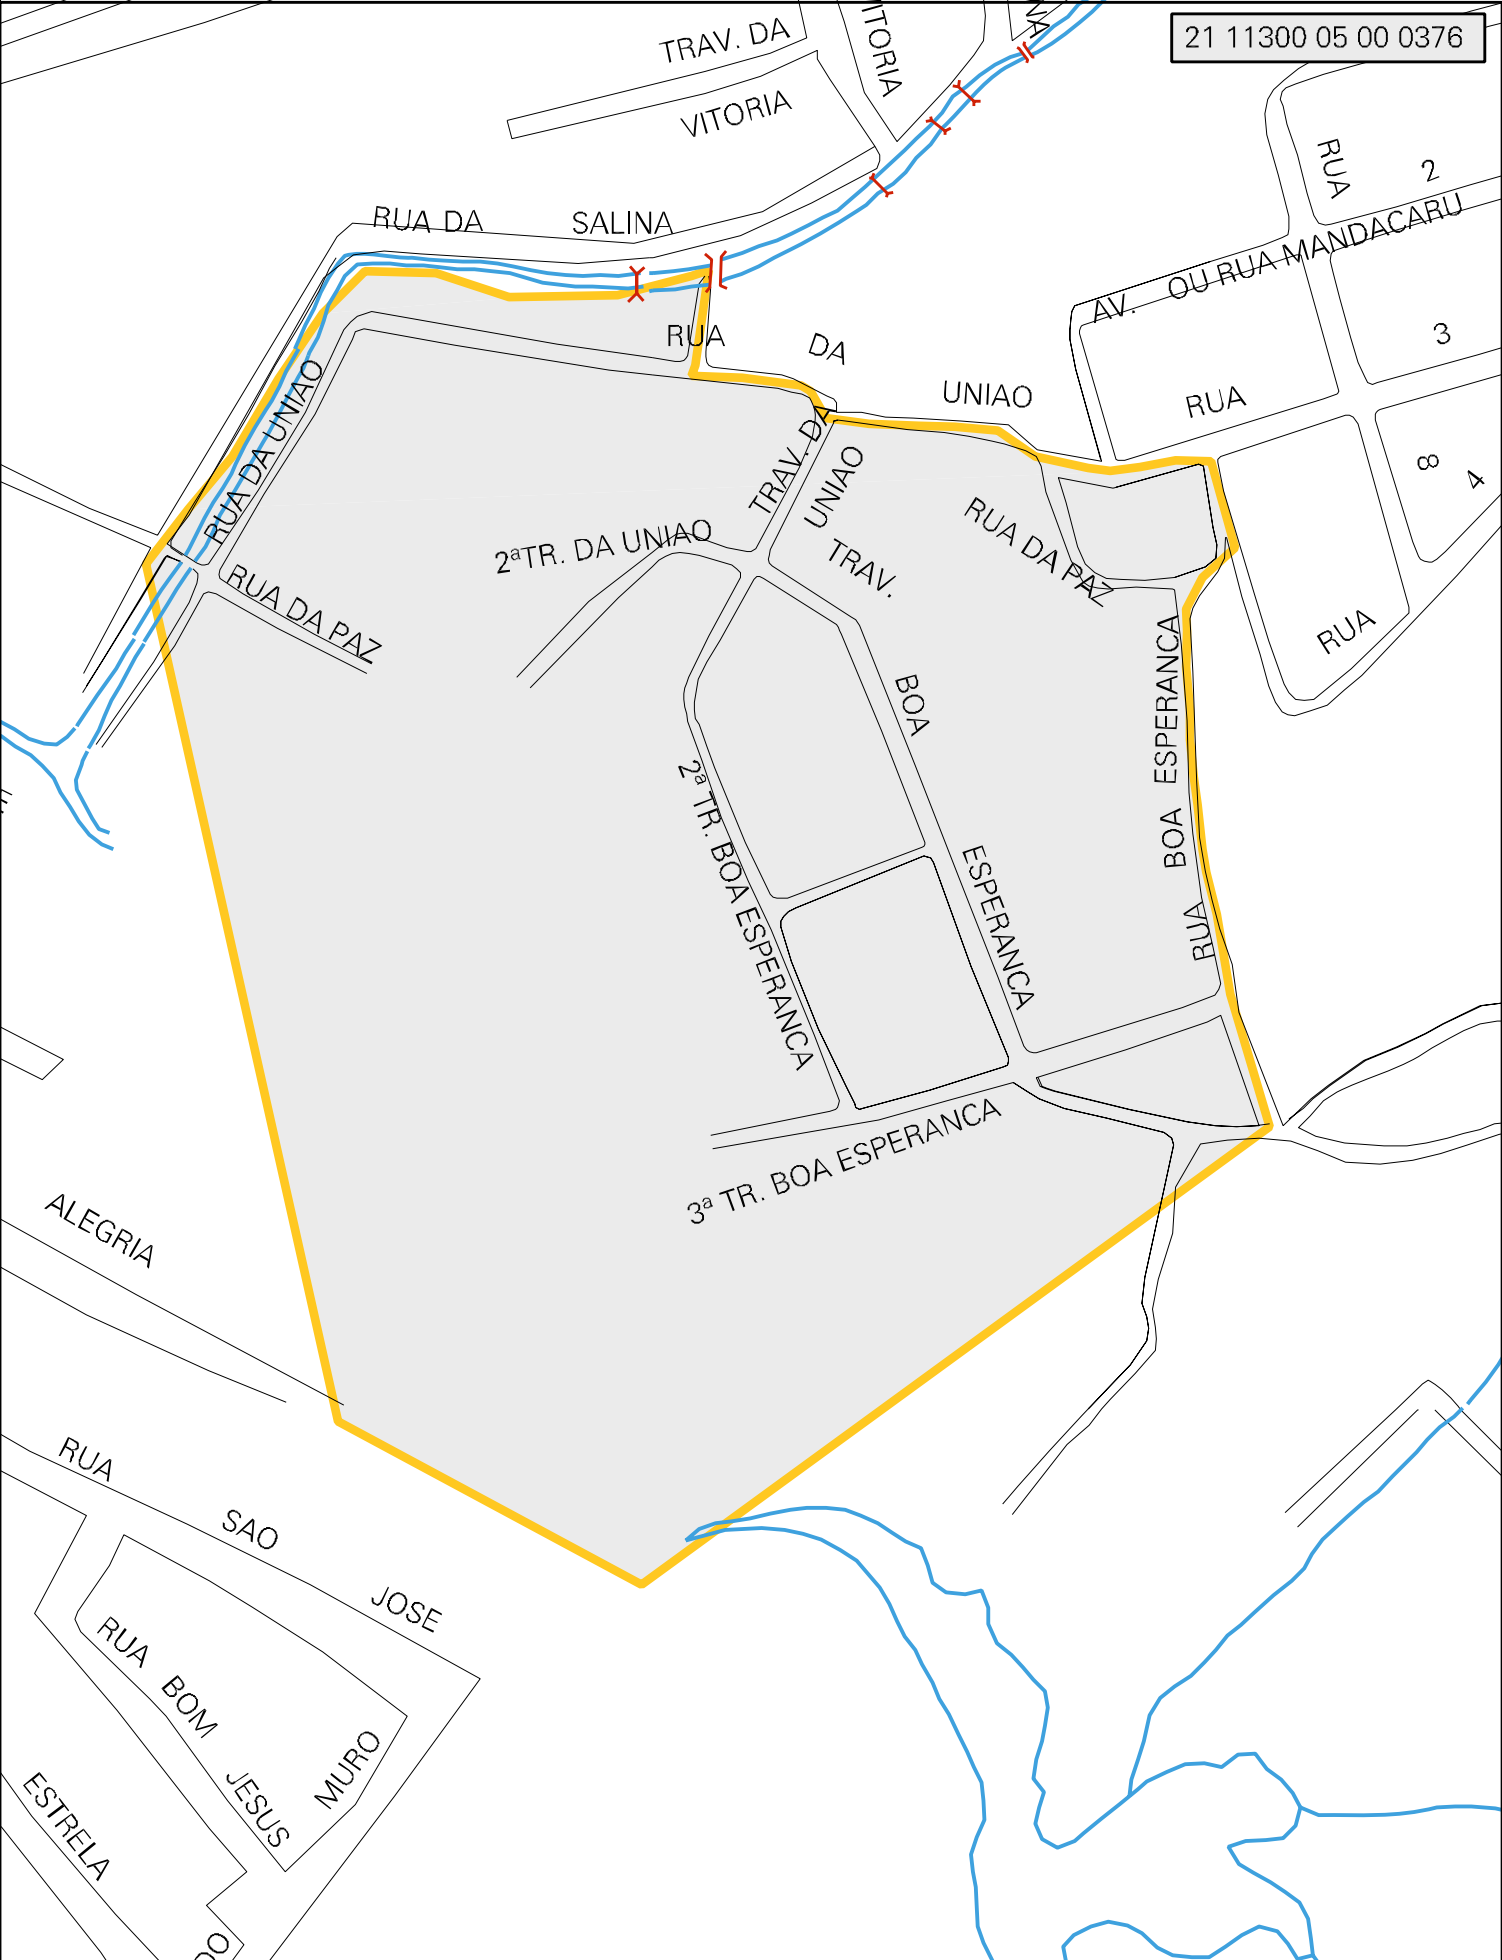 21 11300 05 00 0376
TRAV. DA
VITORIA
RUA DA SALINA
RUA
2
AV. OU RUA MANDACARU
3
RUA DA UNIAO
RUA
8
4
RUA DA UNIAO
TRAV. DA
UNIAO
2ªTR. DA UNIAO
TRAV.
BOA
ESPERANCA
RUA DA PAZ
RUA DA PAZ
RUA
RUA BOA ESPERANCA
2ª TR. BOA ESPERANCA
3ª TR. BOA ESPERANCA
ALEGRIA
RUA SAO JOSE
RUA BOM JESUS
MURO
ESTRELA